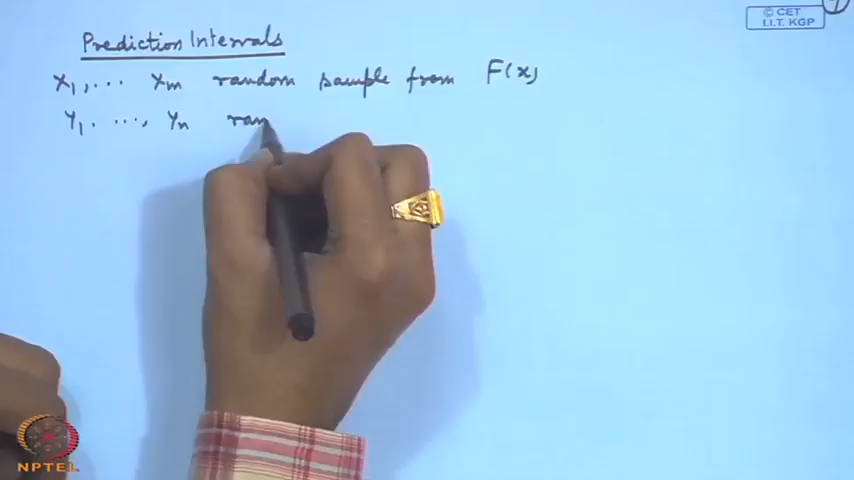 © CET
I.I.T. KGP
Prediction Intervals
X1, ... Xm random sample from F(x)
Y1. ..., Yn ran
NPTEL